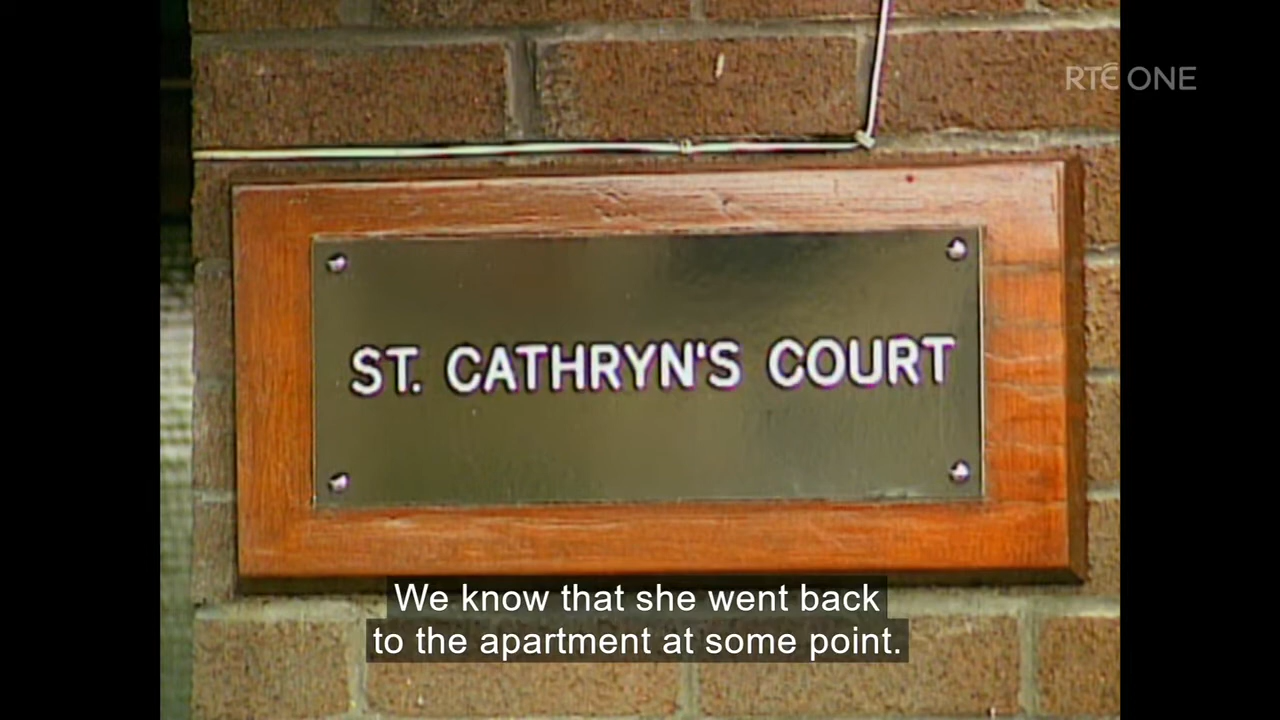 RTÉ ONE
ST. CATHRYN'S COURT
We know that she went back
to the apartment at some point.